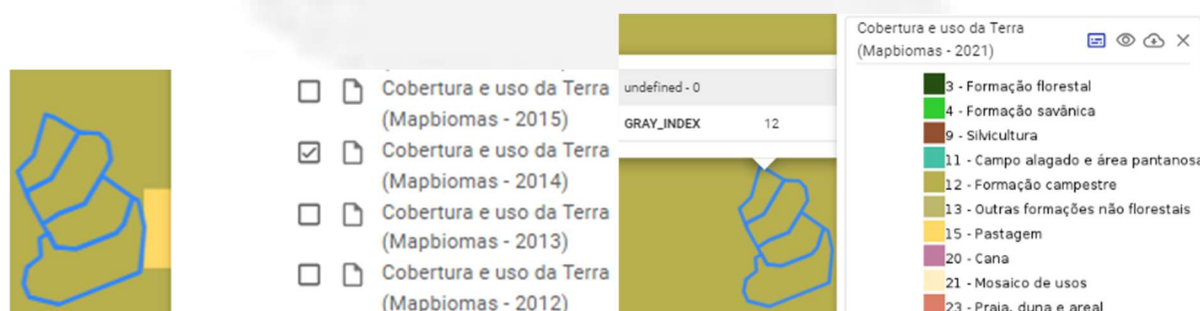 Cobertura e uso da Terra
(Mapbiomas - 2015)
Cobertura e uso da Terra
(Mapbiomas - 2014)
Cobertura e uso da Terra
(Mapbiomas - 2013)
Cobertura e uso da Terra
(Mapbiomas - 2012)
undefined - 0
GRAY_INDEX 12
Cobertura e uso da Terra
(Mapbiomas - 2021)
3 - Formação florestal
4 - Formação savânica
9 - Silvicultura
11 - Campo alagado e área pantanosa
12 - Formação campestre
13 - Outras formações não florestais
15 - Pastagem
20 - Cana
21 - Mosaico de usos
23 - Praia, duna e areal